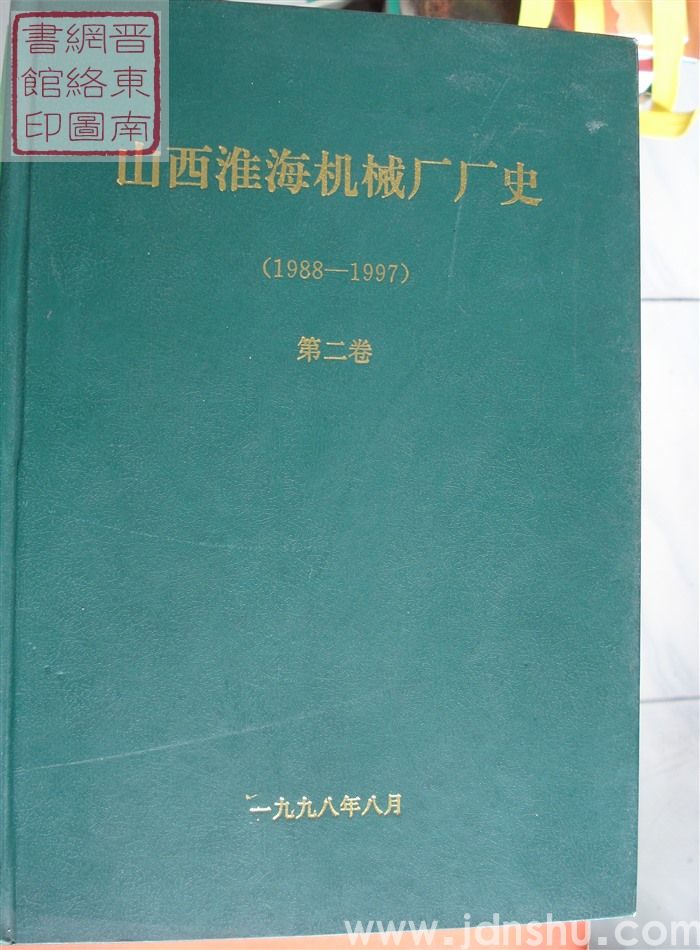 晋東南
網絡圖
書館印
山西淮海机械厂厂史
(1988—1997)
第二卷
一九九八年八月
www.jdnshu.com